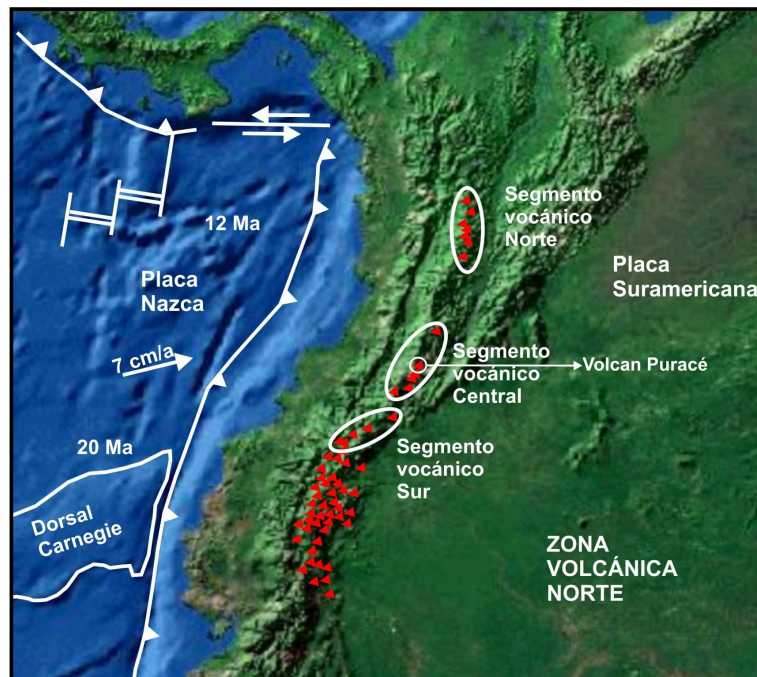 Segmento
vocánico
Norte
12 Ma
Placa
Nazca
Placa
Suramericana
7 cm/a
Segmento
vocánico
Central
Volcan Puracé
20 Ma
Segmento
vocánico
Sur
Dorsal
Carnegie
ZONA
VOLCÁNICA
NORTE